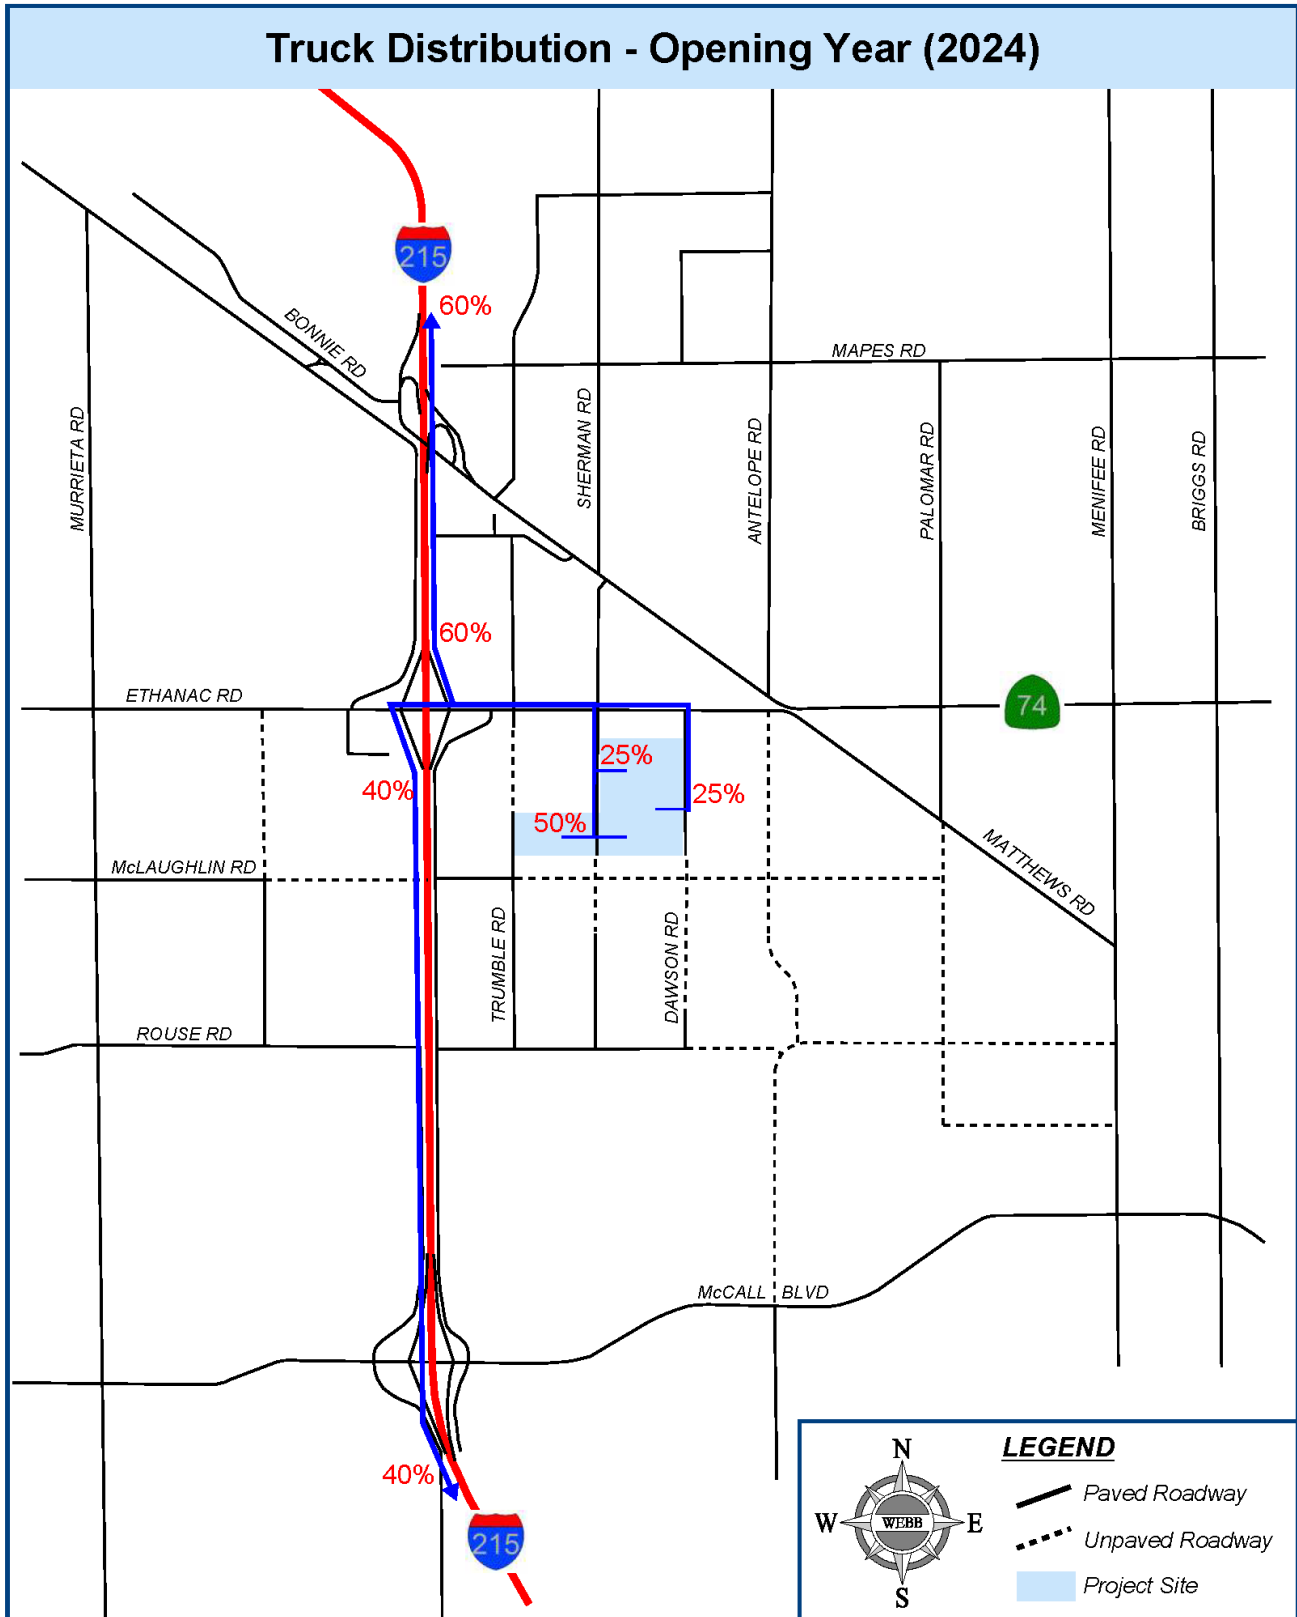 Truck Distribution - Opening Year (2024)
215
60%
BONNIE RD
MAPES RD
MURRIETA RD
SHERMAN RD
ANTELOPE RD
PALOMAR RD
MENIFEE RD
BRIGGS RD
60%
ETHANAC RD
74
25%
40%
25%
50%
MATTHEWS RD
McLAUGHLIN RD
TRUMBLE RD
DAWSON RD
ROUSE RD
McCALL BLVD
40%
215
LEGEND
N
W WEBB E
S
Paved Roadway
Unpaved Roadway
Project Site